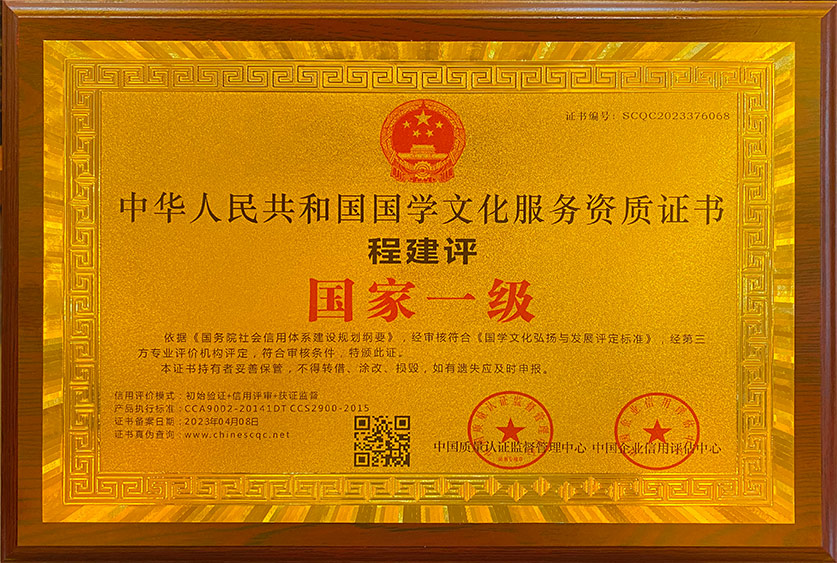 证书编号：SCQC2023376068
中华人民共和国国学文化服务资质证书
程建评
国家一级
依据《国务院社会信用体系建设规划纲要》，经审核符合《国学文化弘扬与发展评定标准》，经第三
方专业评价机构评定，符合审核条件，特颁此证。
本证书持有者妥善保管，不得转借、涂改、损毁，如有遗失应及时申报。
信用评价模式：初始验证+信用评审+获证监督
产品执行标准：CCA9002-20141DT CCS2900-2015
证书备案日期：2023年04月08日
证书真伪查询：www.chinescqc.net
中国质量认证监督管理中心 中国企业信用评估中心